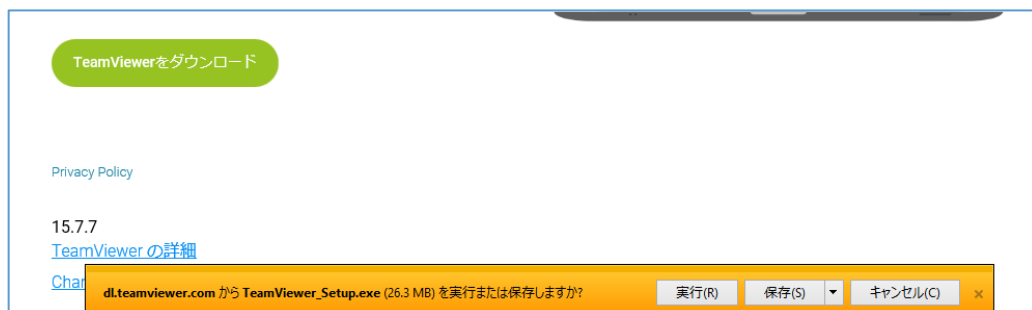 TeamViewerをダウンロード
Privacy Policy
15.7.7
TeamViewer の詳細
Chan
dl.teamviewer.com から TeamViewer_Setup.exe (26.3 MB) を実行または保存しますか?
実行(R)
保存(S)
キャンセル(C)
×